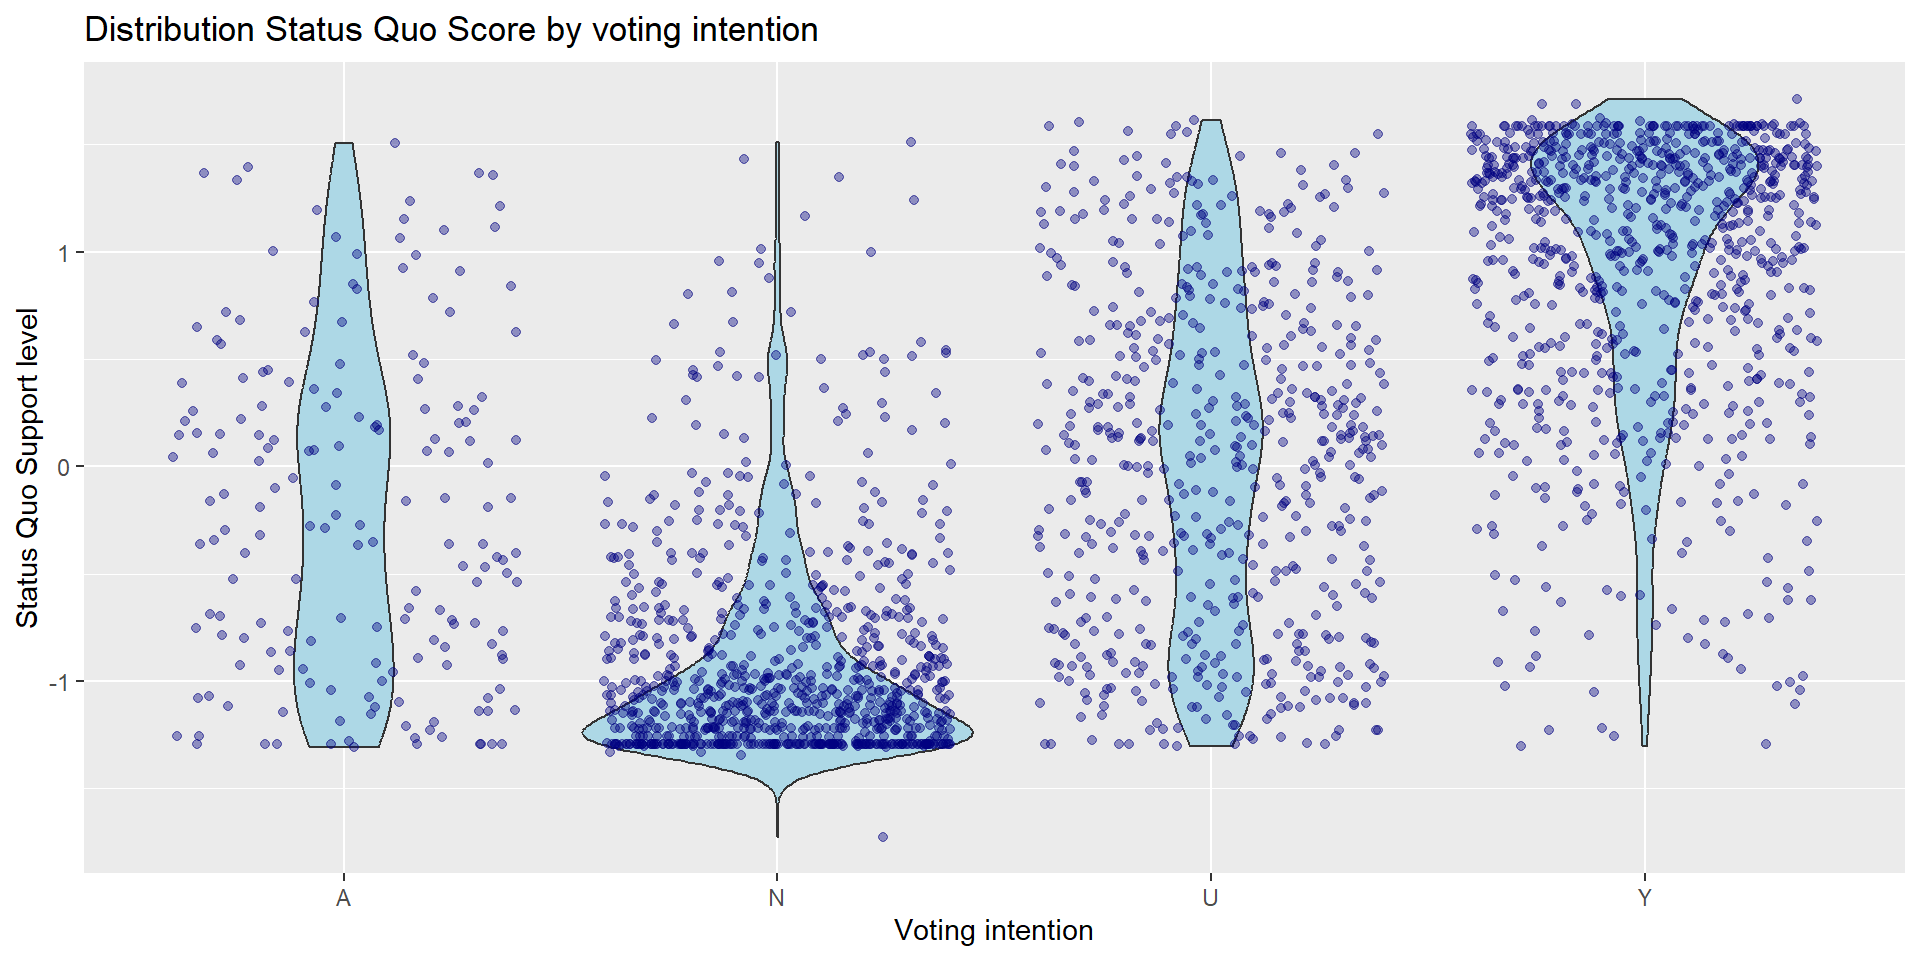 Distribution Status Quo Score by voting intention
Status Quo Support level
1
0
-1
A
N
U
Y
Voting intention